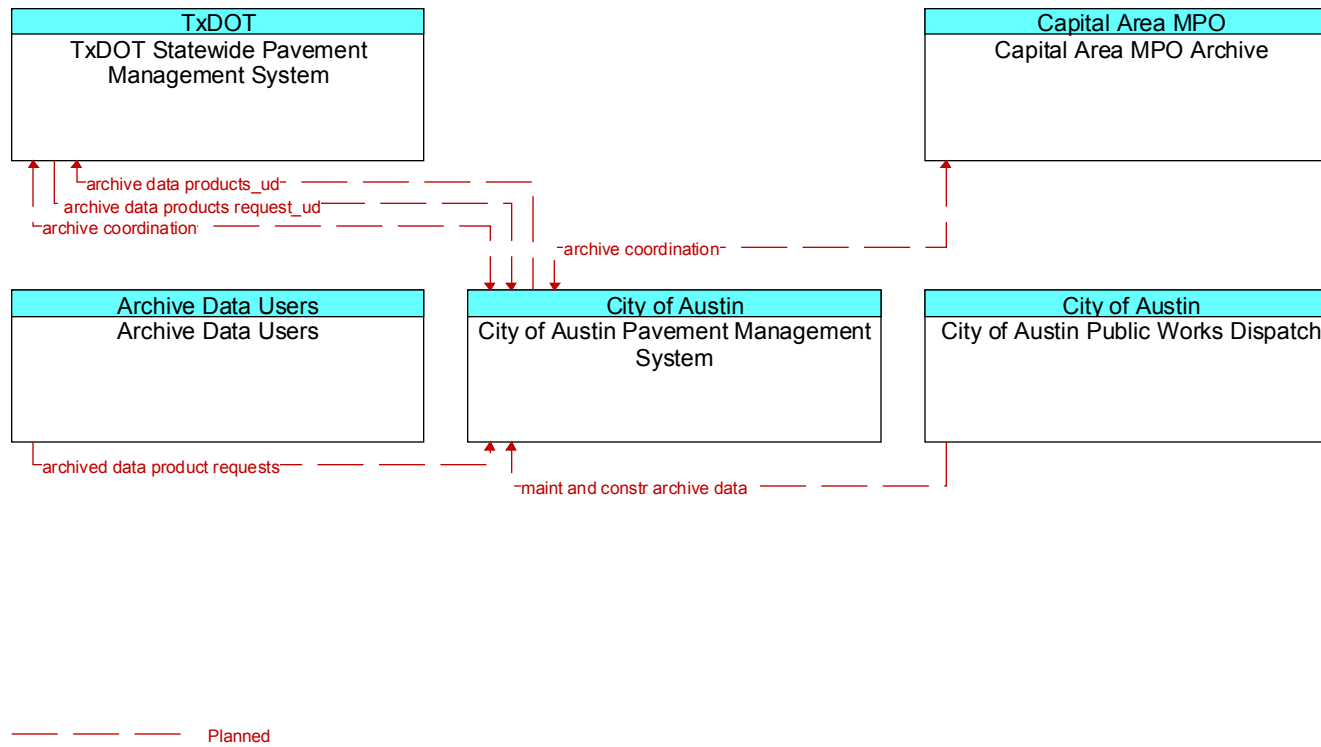 TxDOT
TxDOT Statewide Pavement
Management System
Capital Area MPO
Capital Area MPO Archive
archive data products_ud
archive data products request_ud
archive coordination
archive coordination
Archive Data Users
Archive Data Users
City of Austin
City of Austin Pavement Management
System
City of Austin
City of Austin Public Works Dispatch
archived data product requests
maint and constr archive data
Planned